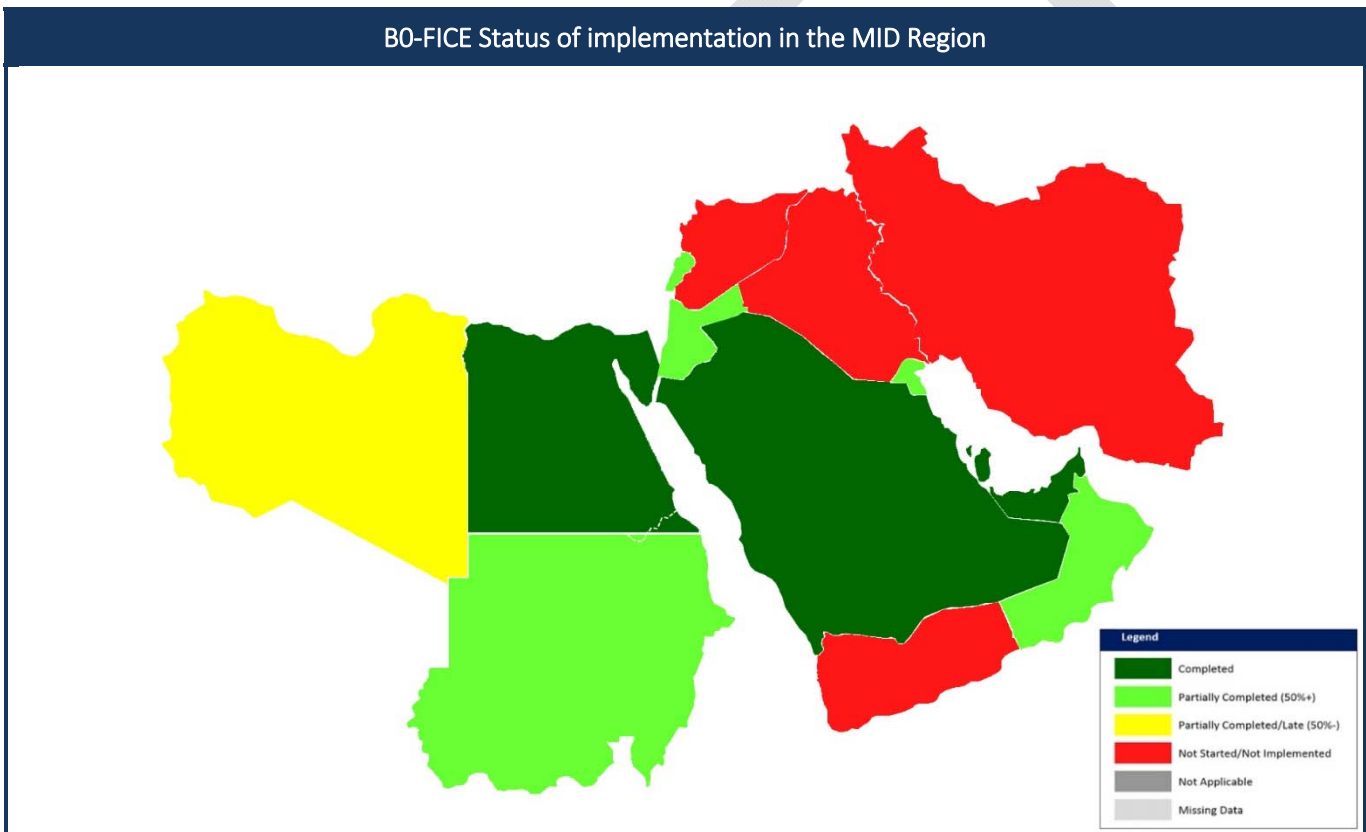 B0-FICE Status of implementation in the MID Region
Legend
Completed
Partially Completed (50%+)
Partially Completed/Late (50%-)
Not Started/Not Implemented
Not Applicable
Missing Data